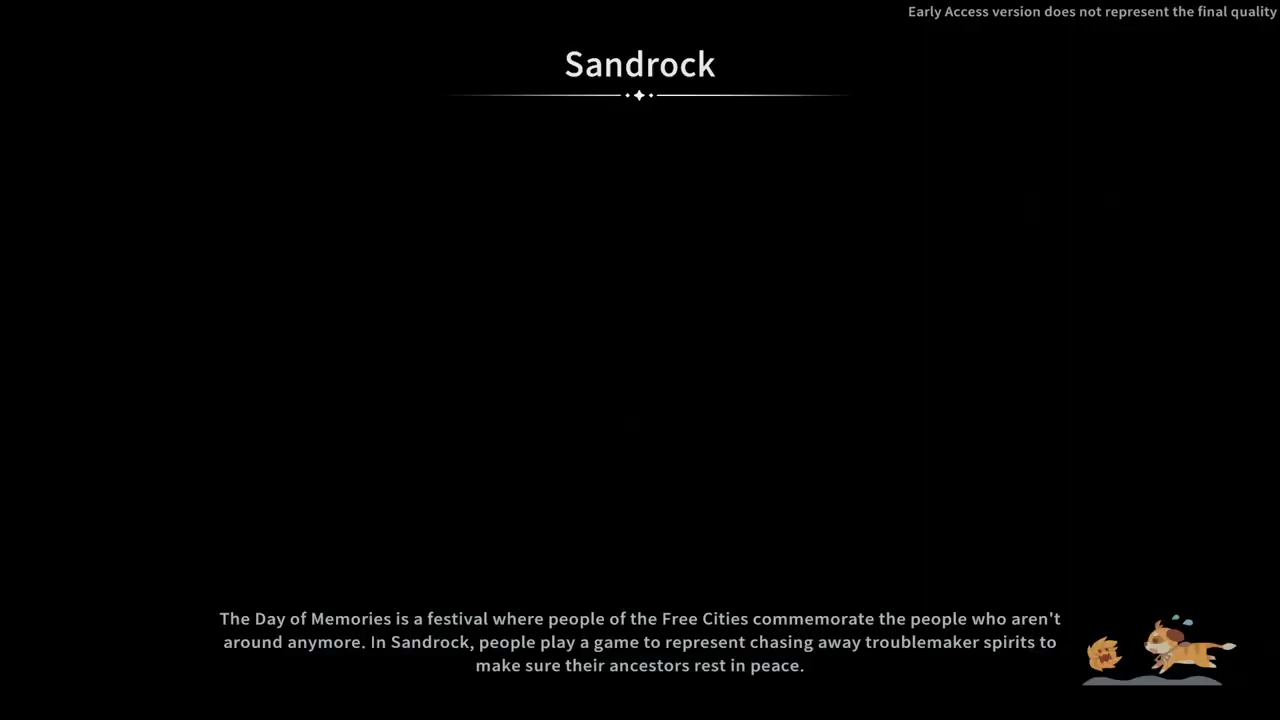 Early Access version does not represent the final quality
Sandrock
The Day of Memories is a festival where people of the Free Cities commemorate the people who aren't
around anymore. In Sandrock, people play a game to represent chasing away troublemaker spirits to
make sure their ancestors rest in peace.